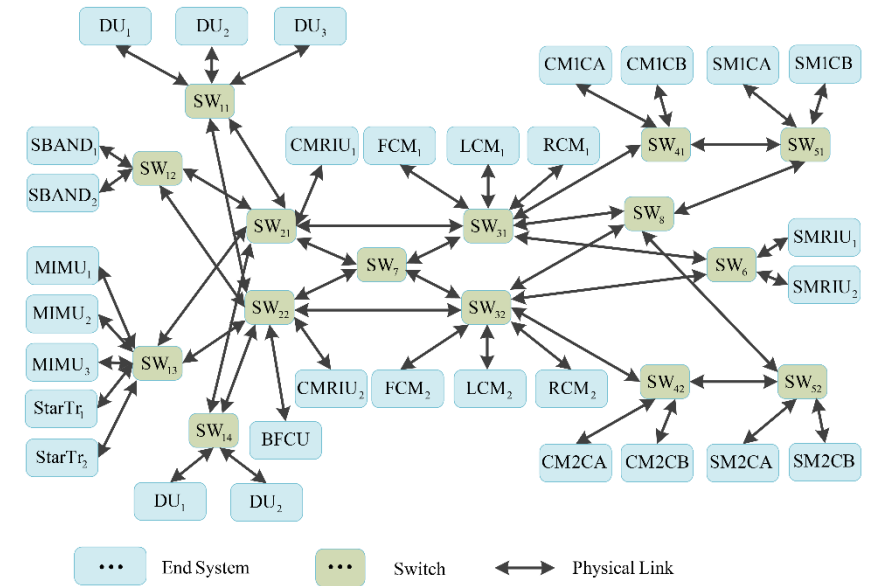 DU₁
DU₂
DU₃
SW₁₁
CM1CA
CM1CB
SM1CA
SM1CB
SBAND₁
SBAND₂
SW₁₂
CMRIU₁
FCM₁
LCM₁
RCM₁
SW₄₁
SW₅₁
SW₂₁
SW₃₁
SW₈
SMRIU₁
SMRIU₂
SW₆
SW₇
MIMU₁
MIMU₂
MIMU₃
StarTr₁
StarTr₂
SW₂₂
SW₃₂
SW₁₃
CMRIU₂
FCM₂
LCM₂
RCM₂
SW₄₂
SW₅₂
SW₁₄
BFCU
CM2CA
CM2CB
SM2CA
SM2CB
DU₁
DU₂
••• End System
••• Switch
Physical Link